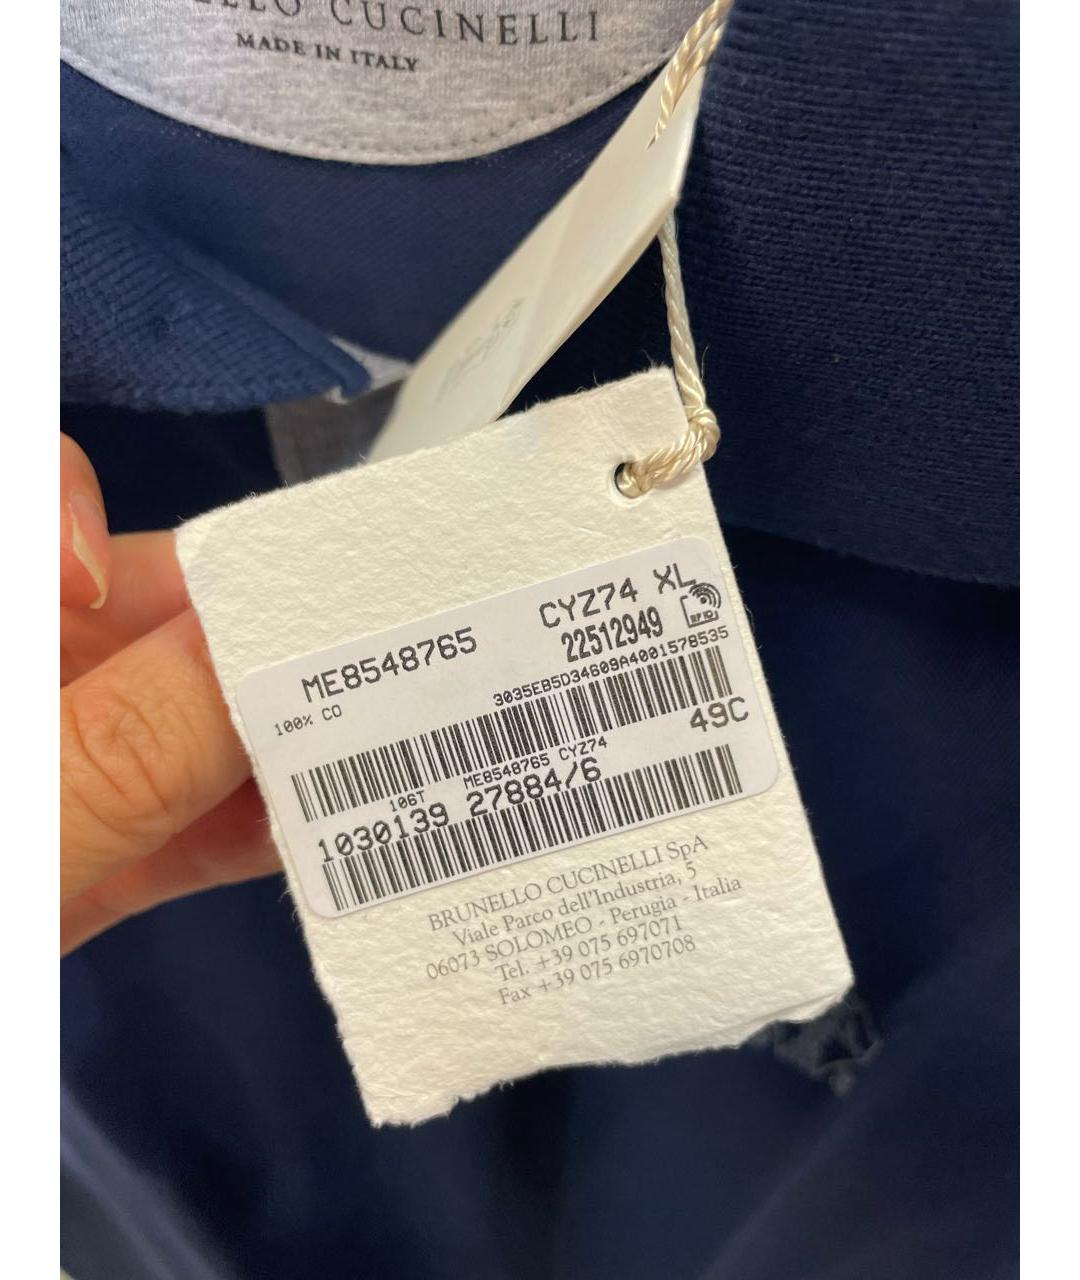 CUCINELLI
MADE IN ITALY
CYZ74 XL
ME8548765
22512949
RFID
100% CO
3035EB5D34609A4001578535
49C
ME8548765 CYZ74
106T
1030139 27884/6
BRUNELLO CUCINELLI SpA
Viale Parco dell'Industria, 5
06073 SOLOMEO - Perugia - Italia
Tel. +39 075 697071
Fax +39 075 6970708